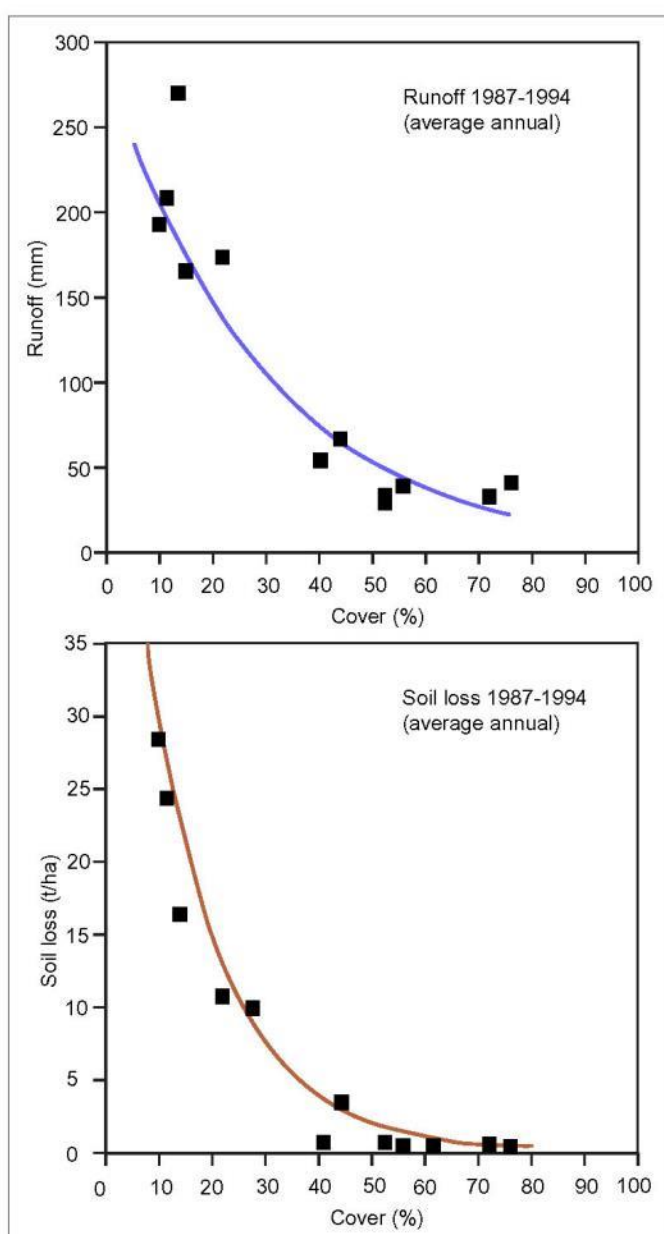 300
250
200
150
100
50
0
Runoff (mm)
Runoff 1987-1994
(average annual)
0 10 20 30 40 50 60 70 80 90 100
Cover (%)
35
30
25
20
15
10
5
0
Soil loss (t/ha)
Soil loss 1987-1994
(average annual)
0 10 20 30 40 50 60 70 80 90 100
Cover (%)